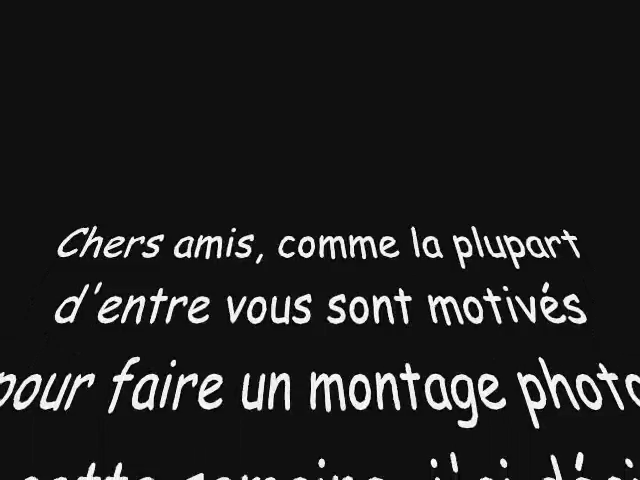 Chers amis, comme la plupart
d'entre vous sont motivés
pour faire un montage photo